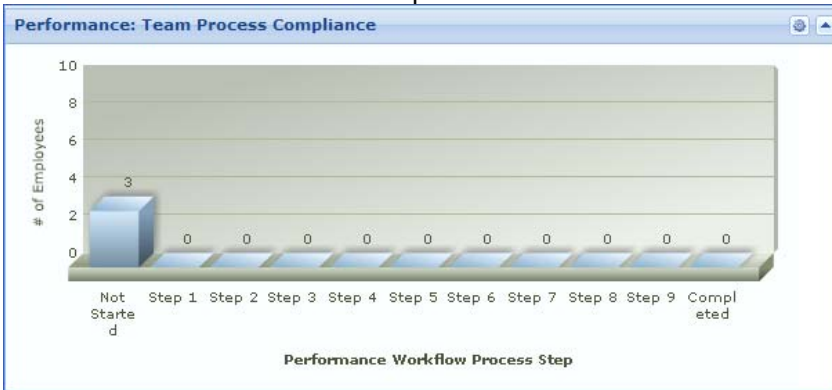 Performance: Team Process Compliance
10
8
6
4
2
0
# of Employees
3 0 0 0 0 0 0 0 0 0 0
Not Step 1 Step 2 Step 3 Step 4 Step 5 Step 6 Step 7 Step 8 Step 9 Compl
Starte eted
d
Performance Workflow Process Step